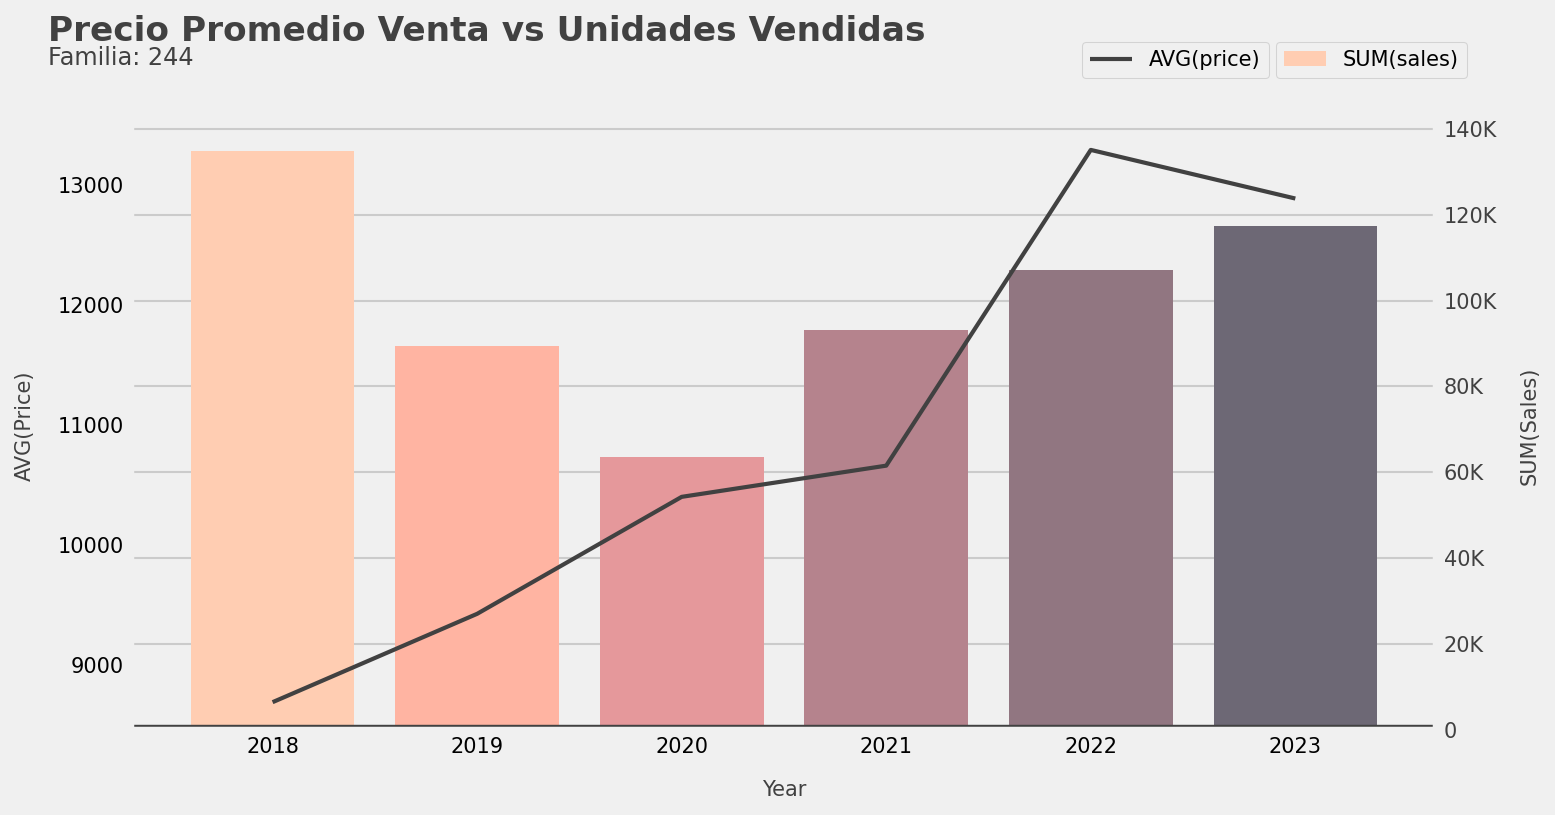 Precio Promedio Venta vs Unidades Vendidas
Familia: 244
AVG(price) SUM(sales)
140K
13000
120K
12000
100K
80K
11000
60K
10000
40K
9000
20K
0
AVG(Price)
SUM(Sales)
2018 2019 2020 2021 2022 2023
Year